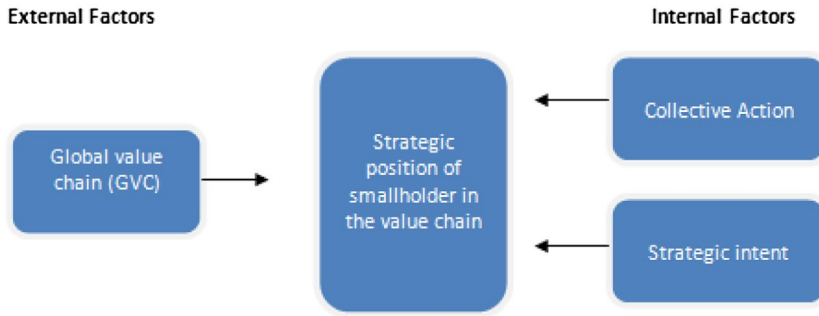 External Factors
Internal Factors
Global value
chain (GVC)
Strategic
position of
smallholder in
the value chain
Collective Action
Strategic intent